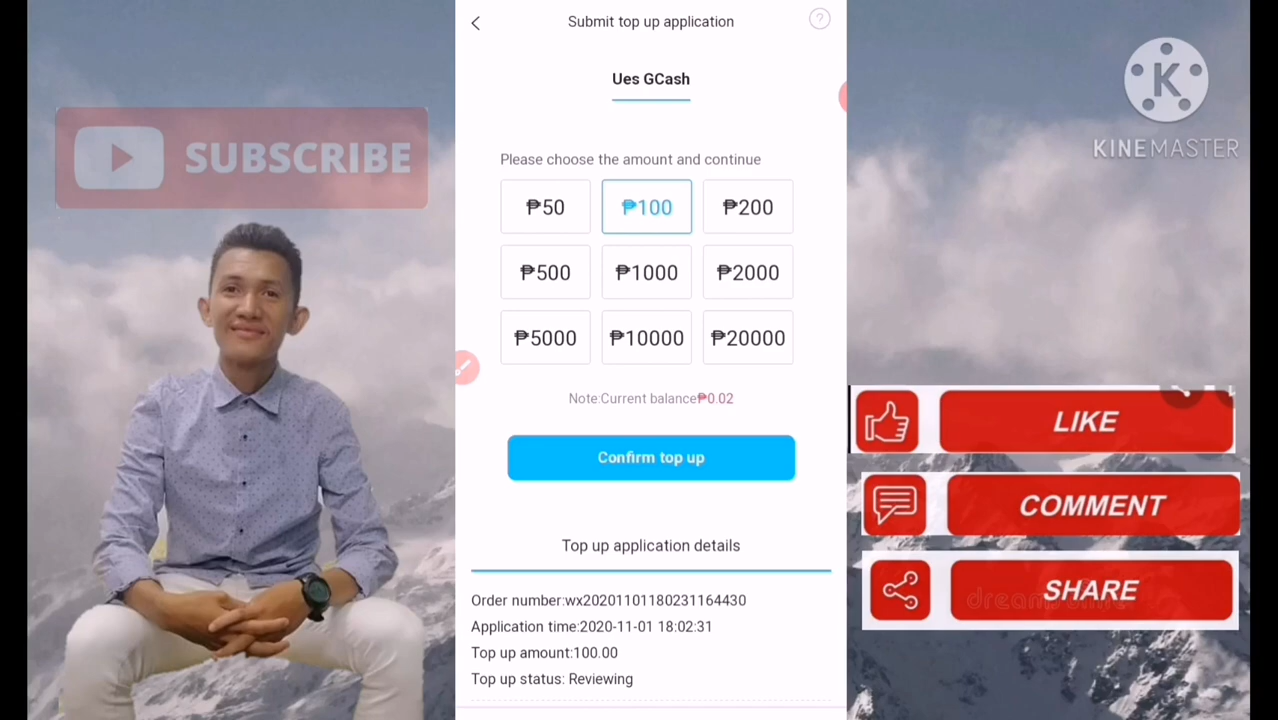 Submit top up application
?
Ues GCash
SUBSCRIBE
KINEMASTER
Please choose the amount and continue
₱50 ₱100 ₱200
₱500 ₱1000 ₱2000
₱5000 ₱10000 ₱20000
Note:Current balance₱0.02
Confirm top up
LIKE
COMMENT
SHARE
Top up application details
Order number:wx20201101180231164430
Application time:2020-11-01 18:02:31
Top up amount:100.00
Top up status: Reviewing